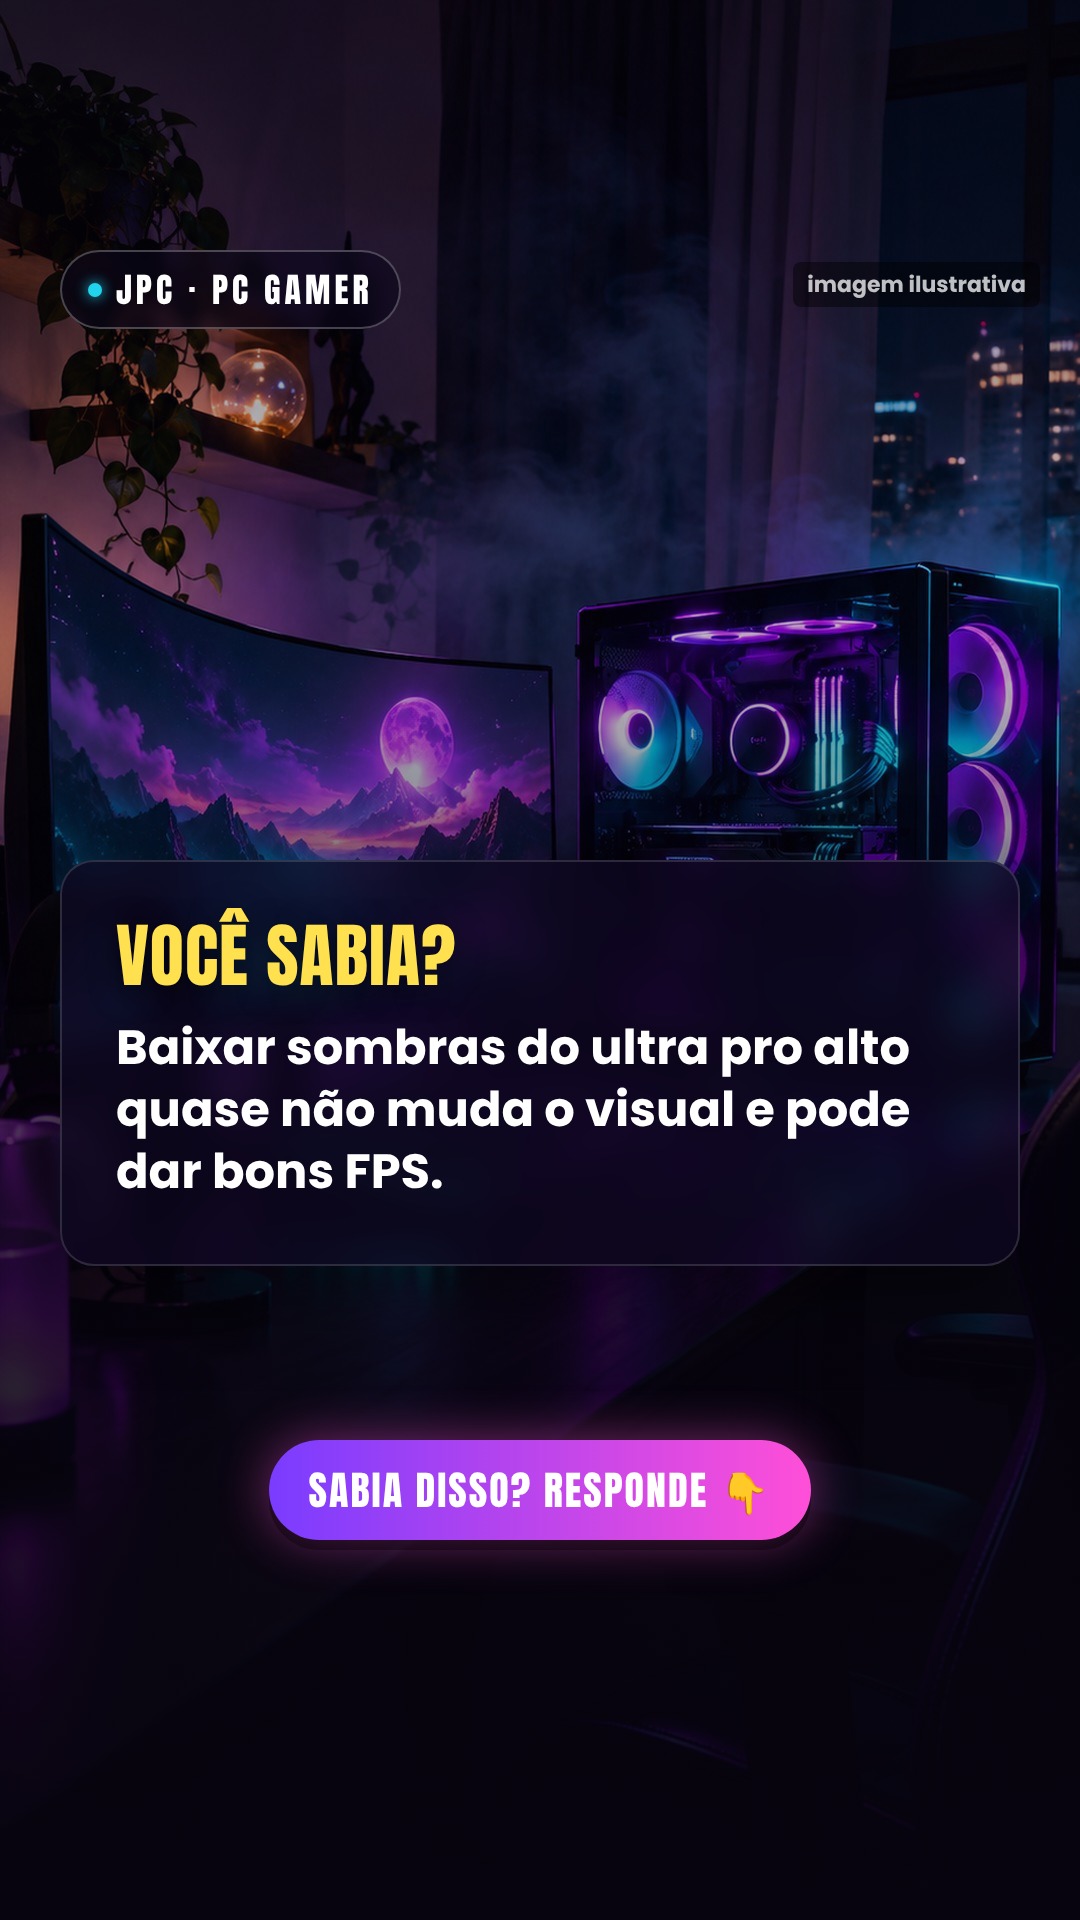 JPC · PC GAMER
imagem ilustrativa
VOCÊ SABIA?
Baixar sombras do ultra pro alto
quase não muda o visual e pode
dar bons FPS.
SABIA DISSO? RESPONDE 👇